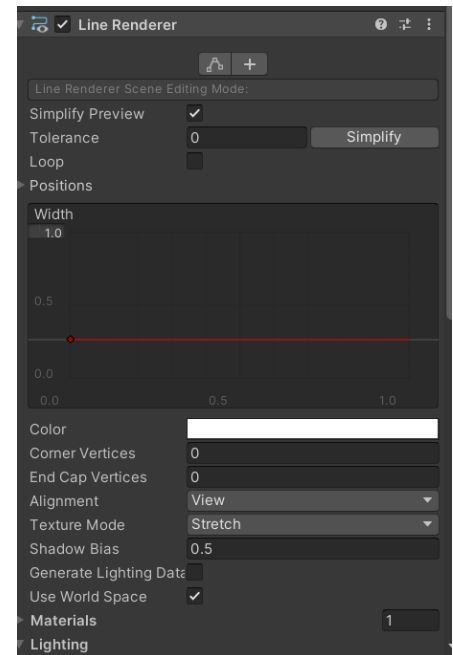 Line Renderer
Line Renderer Scene Editing Mode:
Simplify Preview
Tolerance 0 Simplify
Loop
Positions
Width
1.0
0.5
0.0
0.0 0.5 1.0
Color
Corner Vertices 0
End Cap Vertices 0
Alignment View
Texture Mode Stretch
Shadow Bias 0.5
Generate Lighting Data
Use World Space
Materials 1
Lighting